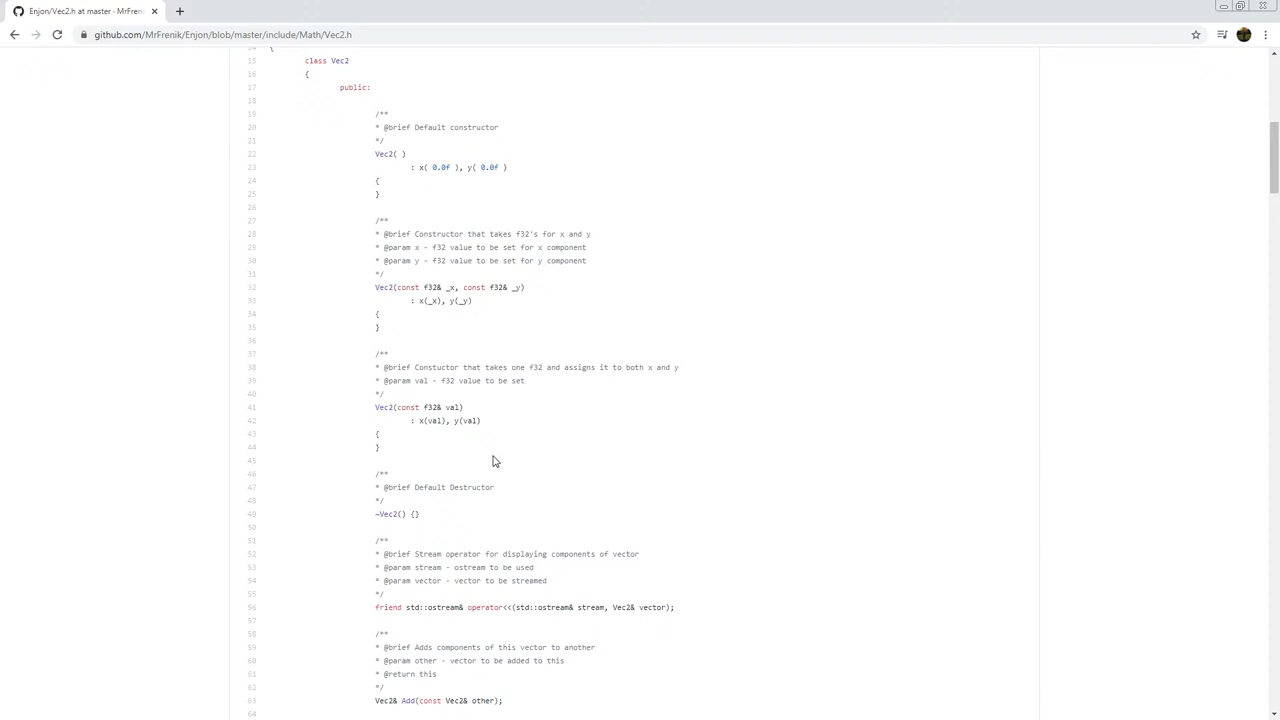 Enjon/Vec2.h at master · MrFreni
github.com/MrFrenik/Enjon/blob/master/include/Math/Vec2.h
14 {
15 class Vec2
16 {
17 public:
18
19 /**
20 * @brief Default constructor
21 */
22 Vec2( )
23 : x( 0.0f ), y( 0.0f )
24 {
25 }
26
27 /**
28 * @brief Constructor that takes f32's for x and y
29 * @param x - f32 value to be set for x component
30 * @param y - f32 value to be set for y component
31 */
32 Vec2(const f32& _x, const f32& _y)
33 : x(_x), y(_y)
34 {
35 }
36
37 /**
38 * @brief Constuctor that takes one f32 and assigns it to both x and y
39 * @param val - f32 value to be set
40 */
41 Vec2(const f32& val)
42 : x(val), y(val)
43 {
44 }
45
46 /**
47 * @brief Default Destructor
48 */
49 ~Vec2() {}
50
51 /**
52 * @brief Stream operator for displaying components of vector
53 * @param stream - ostream to be used
54 * @param vector - vector to be streamed
55 */
56 friend std::ostream& operator<<(std::ostream& stream, Vec2& vector);
57
58 /**
59 * @brief Adds components of this vector to another
60 * @param other - vector to be added to this
61 * @return this
62 */
63 Vec2& Add(const Vec2& other);
64